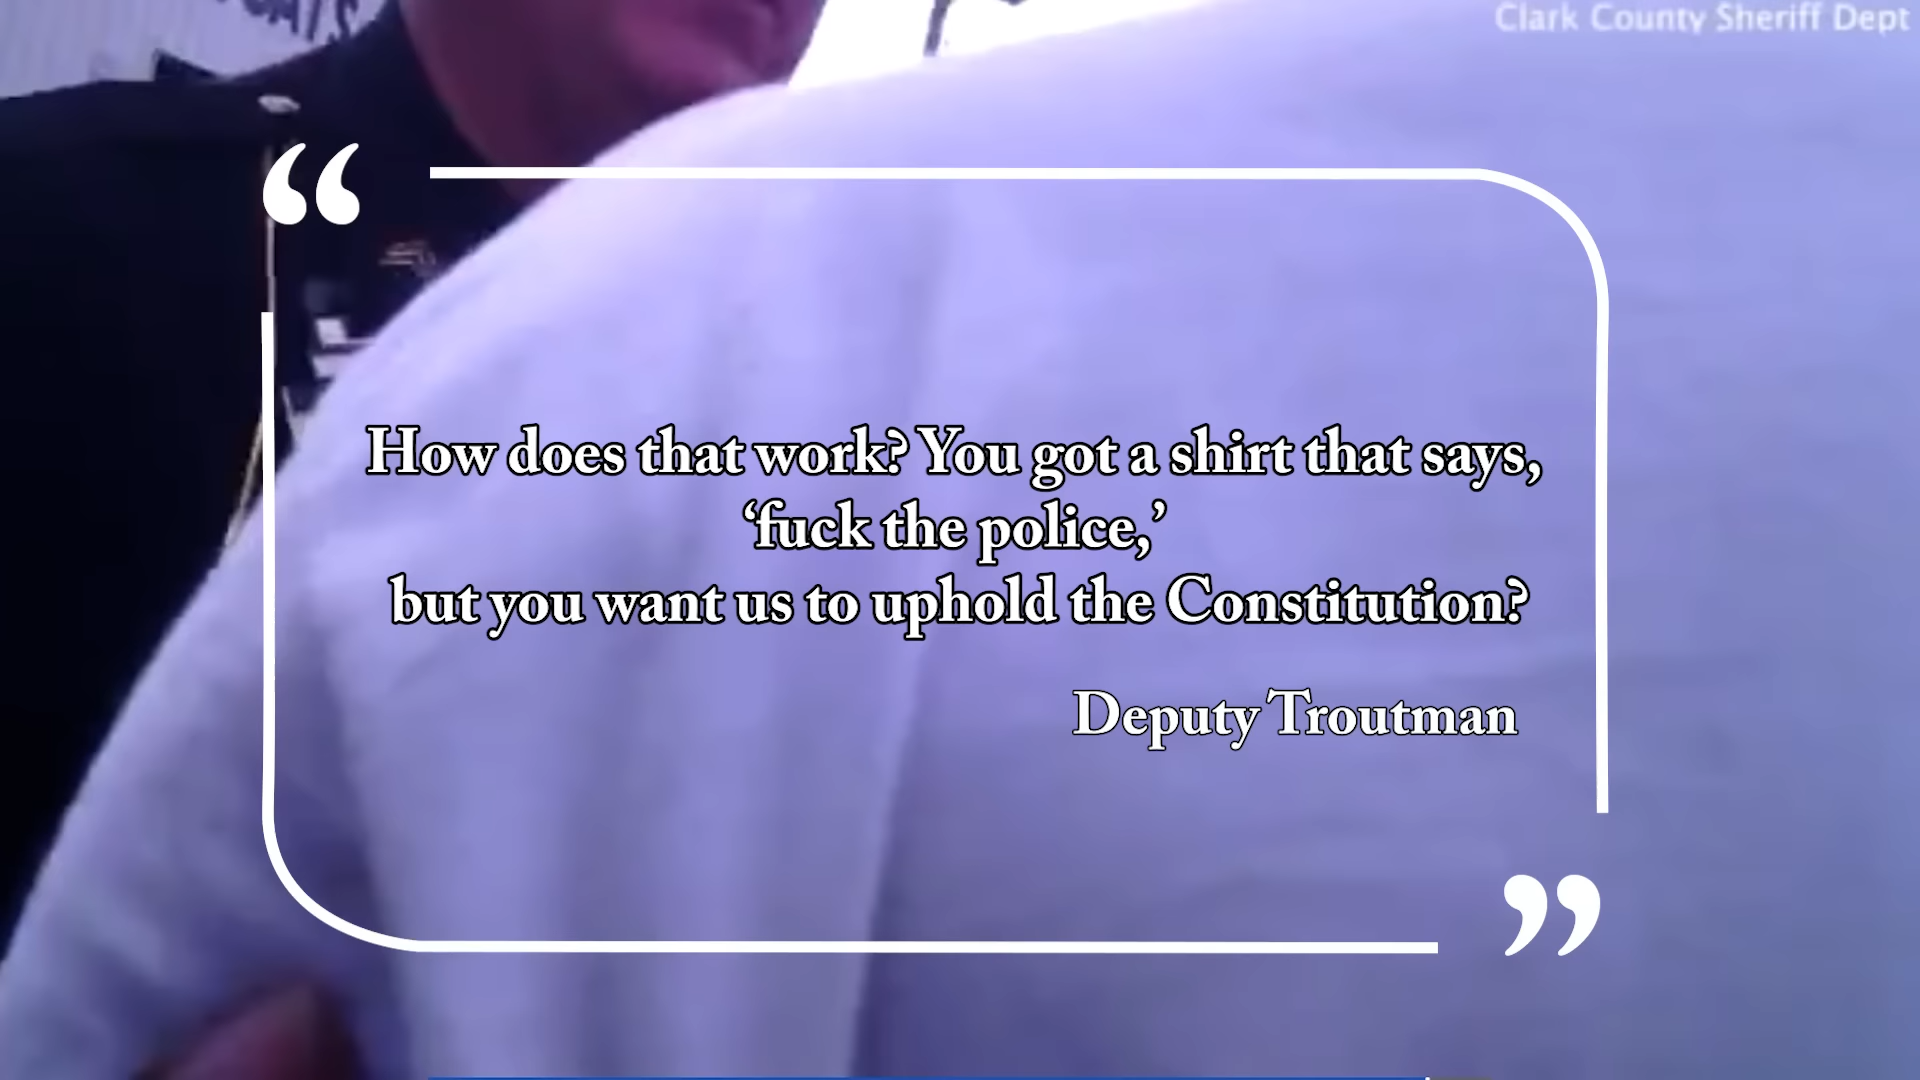 Clark County Sheriff Dept
“
How does that work? You got a shirt that says,
‘fuck the police,’
but you want us to uphold the Constitution?
Deputy Troutman
”